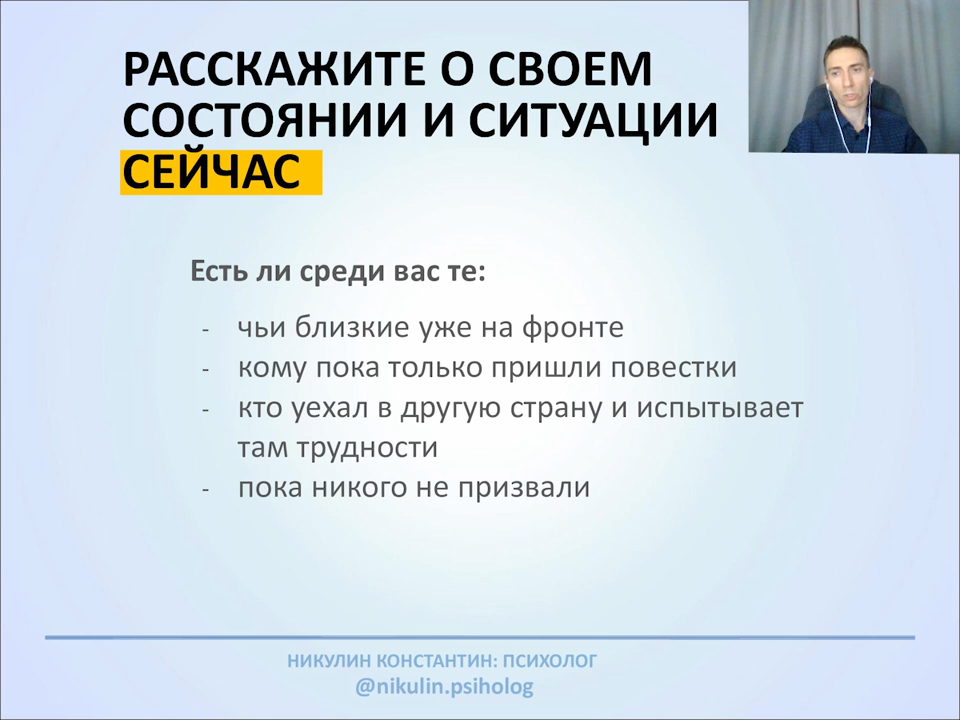 РАССКАЖИТЕ О СВОЕМ
СОСТОЯНИИ И СИТУАЦИИ
СЕЙЧАС
Есть ли среди вас те:
- чьи близкие уже на фронте
- кому пока только пришли повестки
- кто уехал в другую страну и испытывает
там трудности
- пока никого не призвали
НИКУЛИН КОНСТАНТИН: ПСИХОЛОГ
@nikulin.psiholog